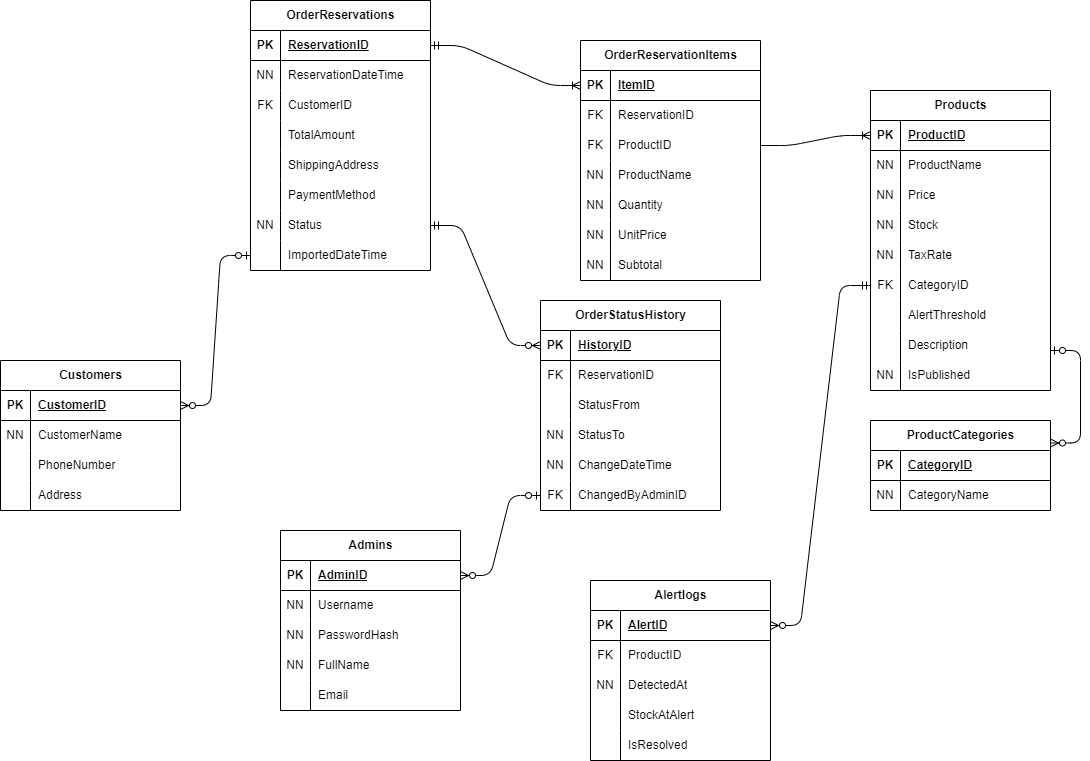 OrderReservations
PK ReservationID
NN ReservationDateTime
FK CustomerID
TotalAmount
ShippingAddress
PaymentMethod
NN Status
ImportedDateTime
OrderReservationItems
PK ItemID
FK ReservationID
FK ProductID
NN ProductName
NN Quantity
NN UnitPrice
NN Subtotal
Products
PK ProductID
NN ProductName
NN Price
NN Stock
NN TaxRate
FK CategoryID
AlertThreshold
Description
NN IsPublished
OrderStatusHistory
PK HistoryID
FK ReservationID
StatusFrom
NN StatusTo
NN ChangeDateTime
FK ChangedByAdminID
Customers
PK CustomerID
NN CustomerName
PhoneNumber
Address
ProductCategories
PK CategoryID
NN CategoryName
Admins
PK AdminID
NN Username
NN PasswordHash
NN FullName
Email
Alertlogs
PK AlertID
FK ProductID
NN DetectedAt
StockAtAlert
IsResolved